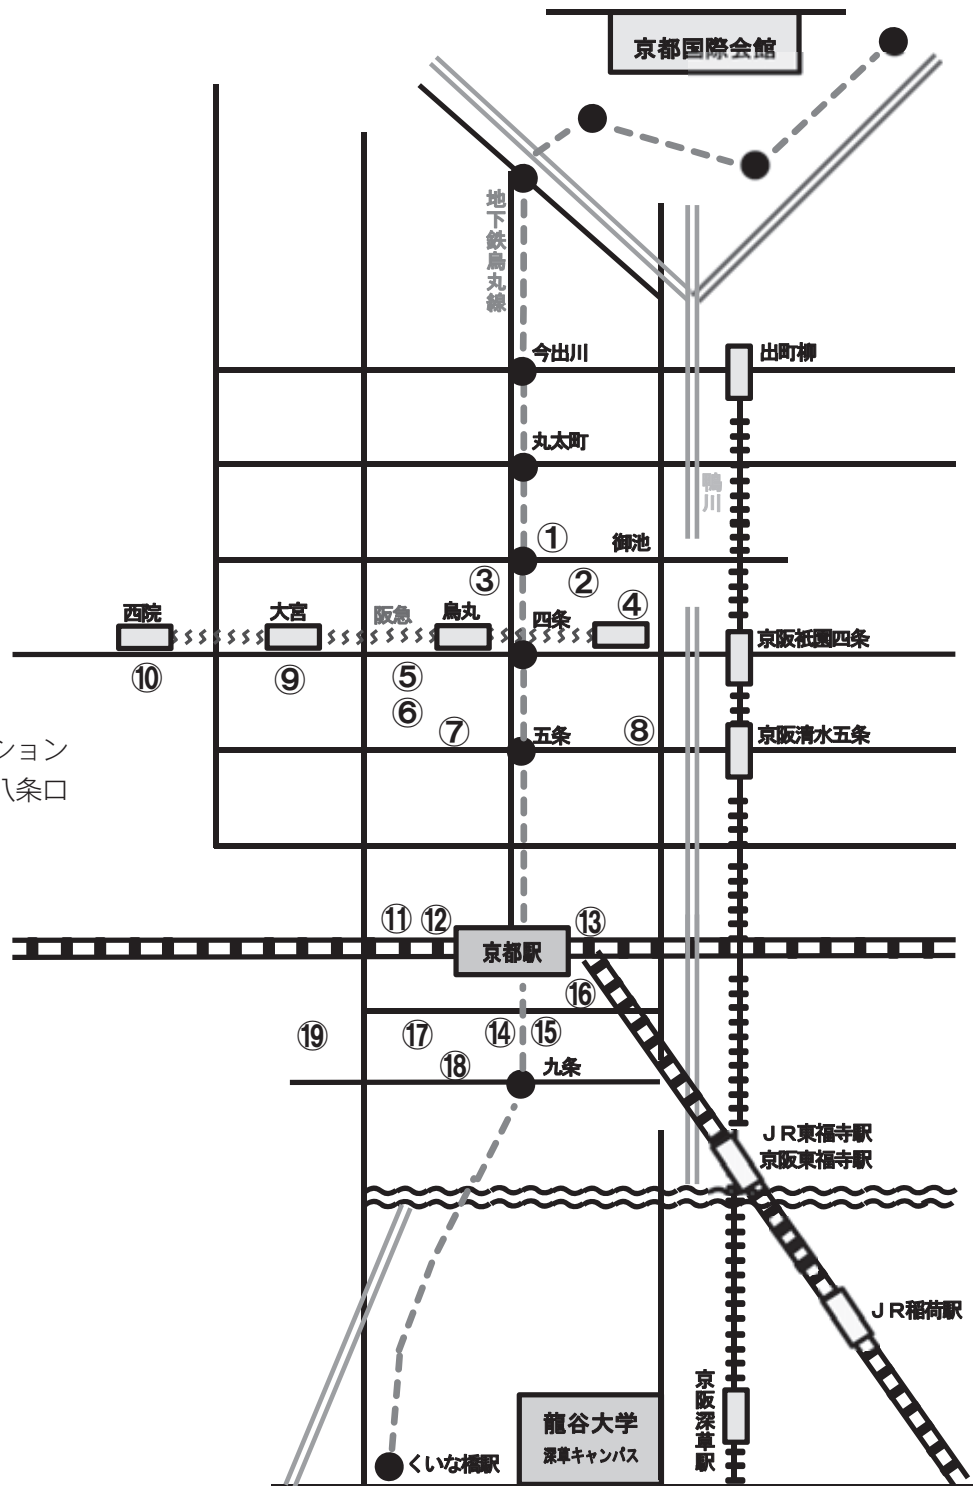 京都国際会館
地下鉄烏丸線
今出川
出町柳
丸太町
鴨川
①
御池
③
②
④
西院
大宮
阪急
烏丸
四条
京阪祇園四条
⑩
⑨
⑤
⑥
⑦
五条
⑧
京阪清水五条
ション
八条口
⑪
⑫
⑬
京都駅
⑯
⑲
⑰
⑭
⑮
⑱
九条
ＪＲ東福寺駅
京阪東福寺駅
ＪＲ稲荷駅
京阪深草駅
龍谷大学
深草キャンパス
くいな橋駅